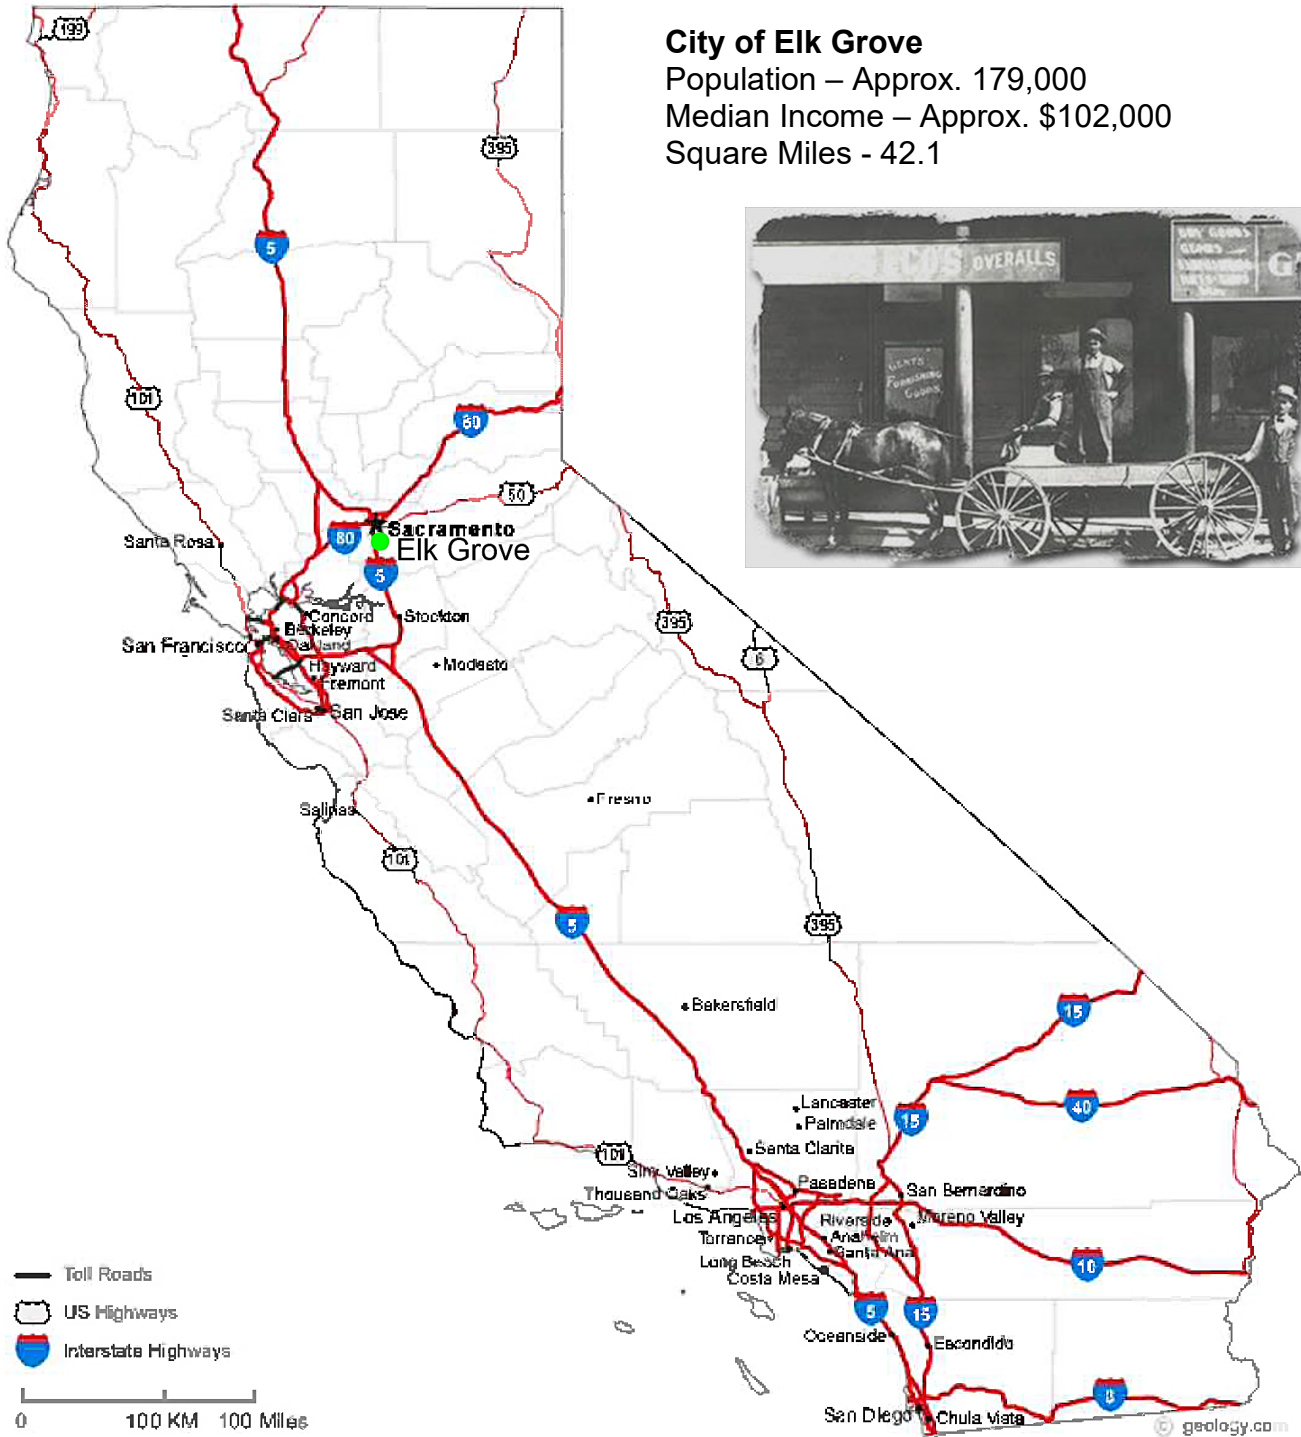 City of Elk Grove
Population – Approx. 179,000
Median Income – Approx. $102,000
Square Miles - 42.1
OVERALLS
DRY GOODS
GENTS
FURNISHING
GOODS
199
395
5
101
80
50
Sacramento
Elk Grove
Santa Rosa
80
5
Concord
Stockton
Berkeley
San Francisco
Oakland
Hayward
Modesto
Fremont
Santa Clara
San Jose
395
6
Fresno
Salinas
101
5
395
Bakersfield
15
Lancaster
40
15
Palmdale
Santa Clarita
101
Simi Valley
Pasadena
San Bernardino
Thousand Oaks
Los Angeles
Riverside
Moreno Valley
Torrance
Anaheim
Santa Ana
Long Beach
10
Costa Mesa
5
15
Oceanside
Escondido
8
San Diego
Chula Vista
Toll Roads
US Highways
Interstate Highways
0 100 KM 100 Miles
© geology.com